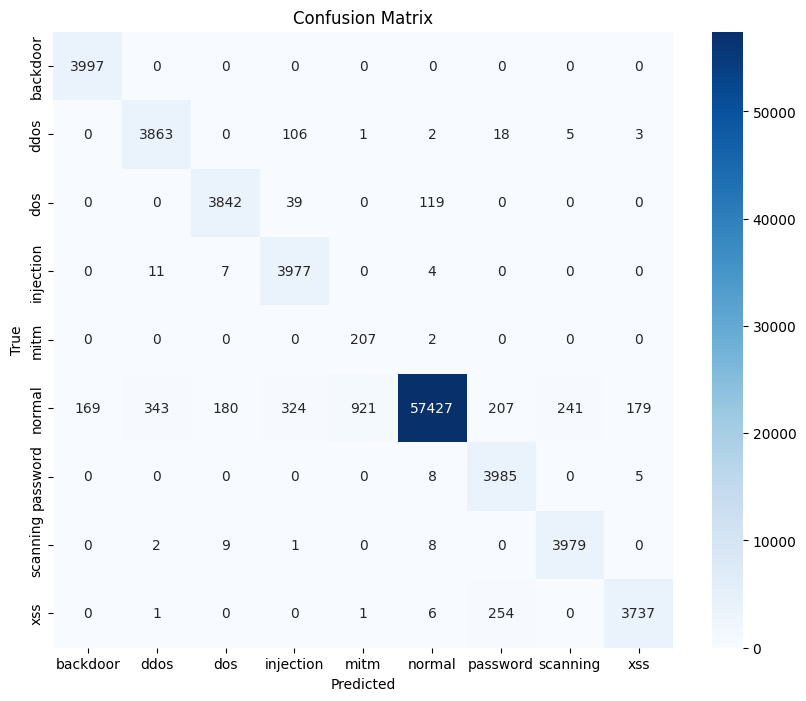 Confusion Matrix
backdoor 3997 0 0 0 0 0 0 0 0
ddos 0 3863 0 106 1 2 18 5 3
dos 0 0 3842 39 0 119 0 0 0
injection 0 11 7 3977 0 4 0 0 0
mitm 0 0 0 0 207 2 0 0 0
normal 169 343 180 324 921 57427 207 241 179
password 0 0 0 0 0 8 3985 0 5
scanning 0 2 9 1 0 8 0 3979 0
xss 0 1 0 0 1 6 254 0 3737
True
backdoor ddos dos injection mitm normal password scanning xss
Predicted
50000
40000
30000
20000
10000
0